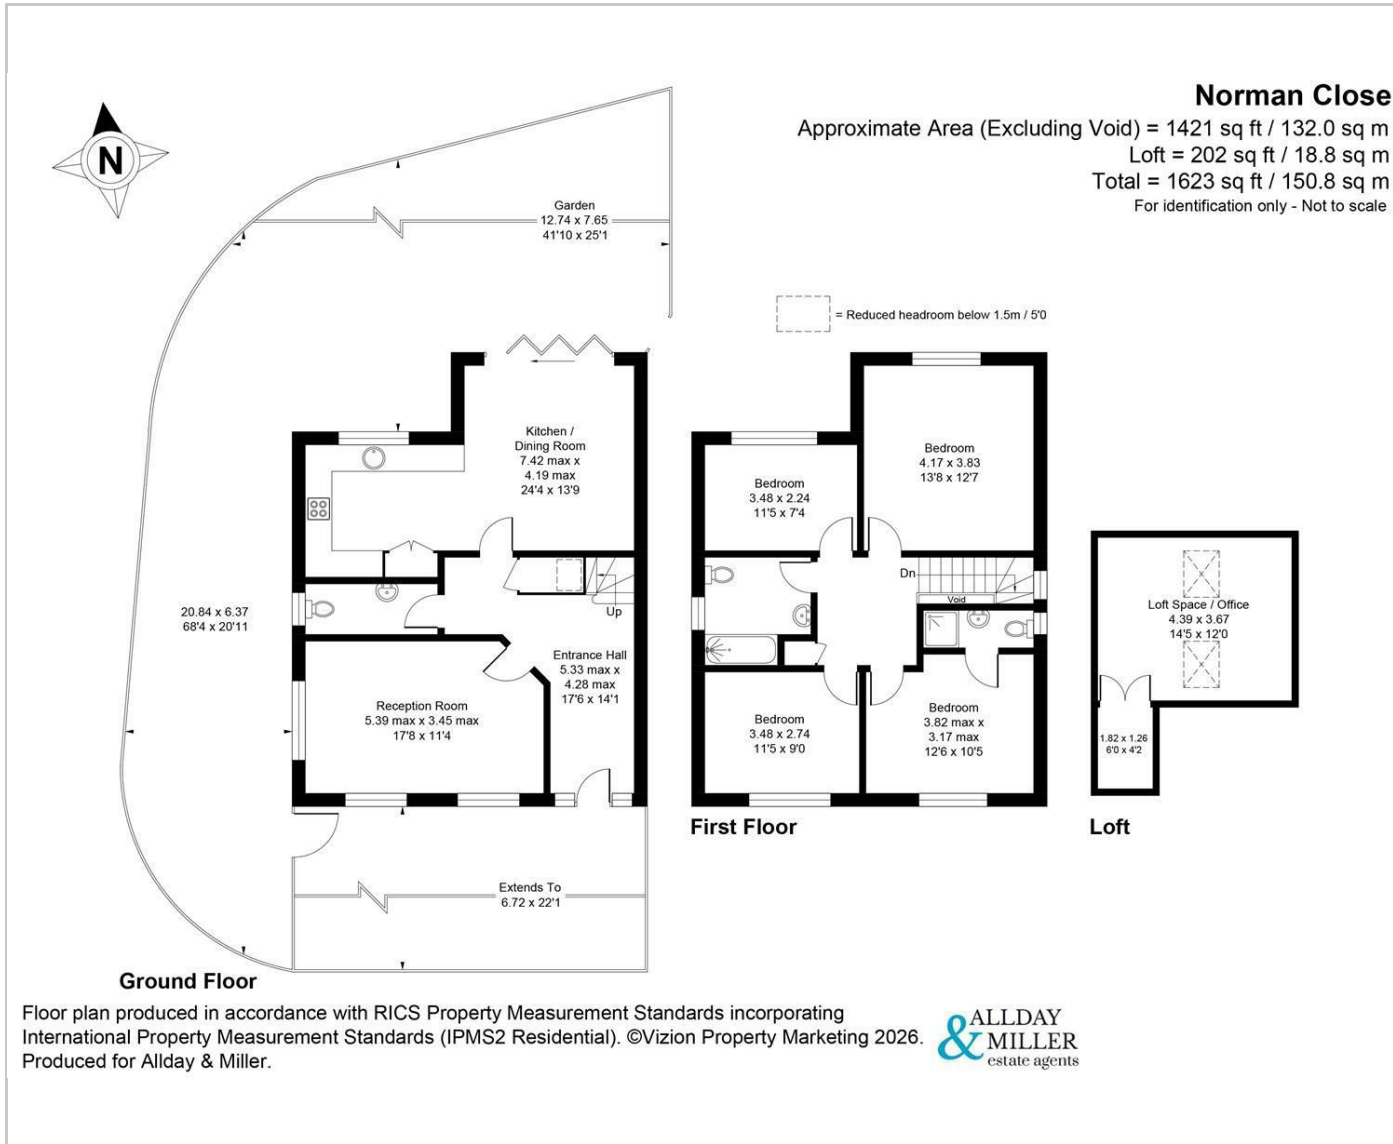 Norman Close
Approximate Area (Excluding Void) = 1421 sq ft / 132.0 sq m
Loft = 202 sq ft / 18.8 sq m
Total = 1623 sq ft / 150.8 sq m
For identification only - Not to scale
N
Garden
12.74 x 7.65
41'10 x 25'1
= Reduced headroom below 1.5m / 5'0
Kitchen /
Dining Room
7.42 max x
4.19 max
24'4 x 13'9
20.84 x 6.37
68'4 x 20'11
Up
Entrance Hall
5.33 max x
4.28 max
17'6 x 14'1
Reception Room
5.39 max x 3.45 max
17'8 x 11'4
Extends To
6.72 x 22'1
Ground Floor
Bedroom
4.17 x 3.83
13'8 x 12'7
Bedroom
3.48 x 2.24
11'5 x 7'4
Dn
Void
Bedroom
3.48 x 2.74
11'5 x 9'0
Bedroom
3.82 max x
3.17 max
12'6 x 10'5
First Floor
Loft Space / Office
4.39 x 3.67
14'5 x 12'0
1.82 x 1.26
6'0 x 4'2
Loft
Floor plan produced in accordance with RICS Property Measurement Standards incorporating
International Property Measurement Standards (IPMS2 Residential). ©Vizion Property Marketing 2026.
Produced for Allday & Miller.
ALLDAY
& MILLER
estate agents